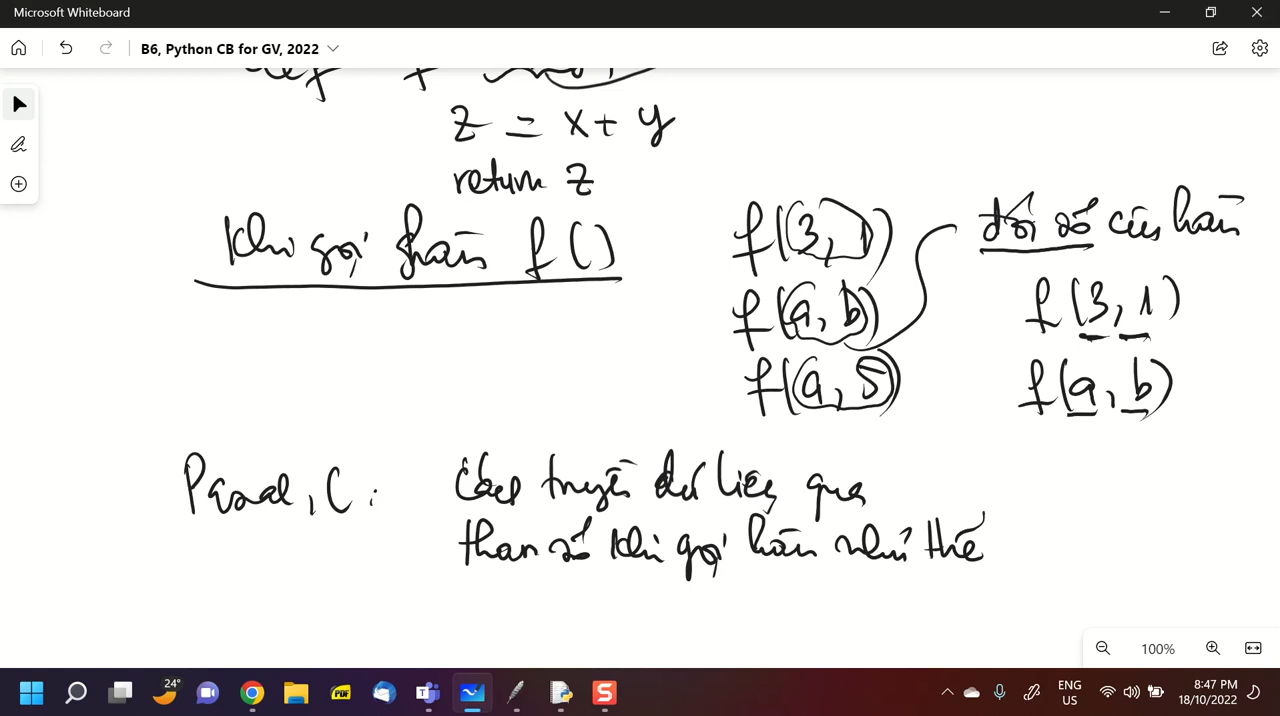 Microsoft Whiteboard
B6, Python CB for GV, 2022
def f
z = x + y
return z
Khi gọi hàm f()
f(3, 1)
f(a, b)
f(a, 5)
đối số của hàm
f(3, 1)
f(a, b)
Pascal, C: Cách truyền dữ liệu qua
tham số khi gọi hàm như thế
100%
24°
PDF
S
ENG
US
8:47 PM
18/10/2022